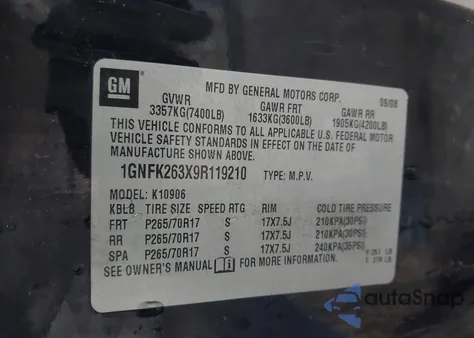 GM
MFD BY GENERAL MOTORS CORP. 09/08
GVWR GAWR FRT GAWR RR
3357KG(7400LB) 1633KG(3600LB) 1905KG(4200LB)
THIS VEHICLE CONFORMS TO ALL APPLICABLE U.S. FEDERAL MOTOR
VEHICLE SAFETY STANDARDS IN EFFECT ON THE DATE OF
MANUFACTURE SHOWN ABOVE.
1GNFK263X9R119210 TYPE: M.P.V.
MODEL: K10906
KBLB TIRE SIZE SPEED RTG RIM COLD TIRE PRESSURE
FRT P265/70R17 S 17X7.5J 210KPA(30PSI)
RR P265/70R17 S 17X7.5J 210KPA(30PSI)
SPA P265/70R17 S 17X7.5J 240KPA(35PSI)
SEE OWNER'S MANUAL FOR MORE INFORMATION.
autoSnap